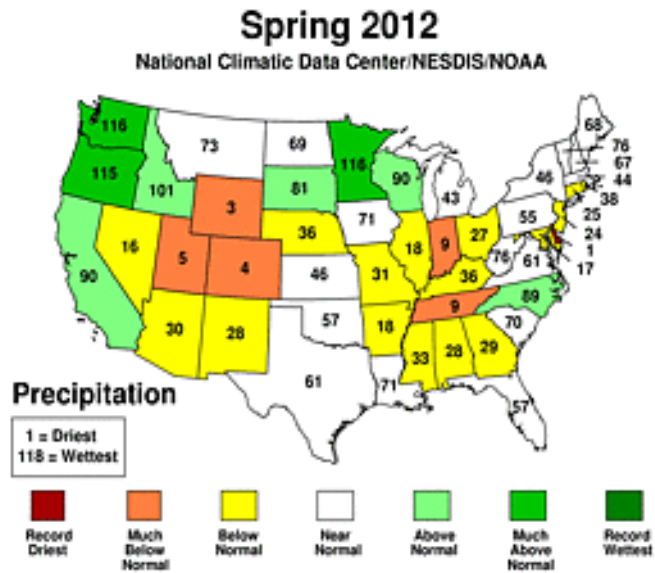 Spring 2012
National Climatic Data Center/NESDIS/NOAA
116
73
69
116
68
76
115
101
81
90
46
67
44
3
43
38
71
55
25
36
18
9
27
24
16
5
4
76
61
1
90
46
31
36
17
89
30
28
57
18
9
70
33
28
29
61
71
57
Precipitation
1 = Driest
118 = Wettest
Record
Driest
Much
Below
Normal
Below
Normal
Near
Normal
Above
Normal
Much
Above
Normal
Record
Wettest